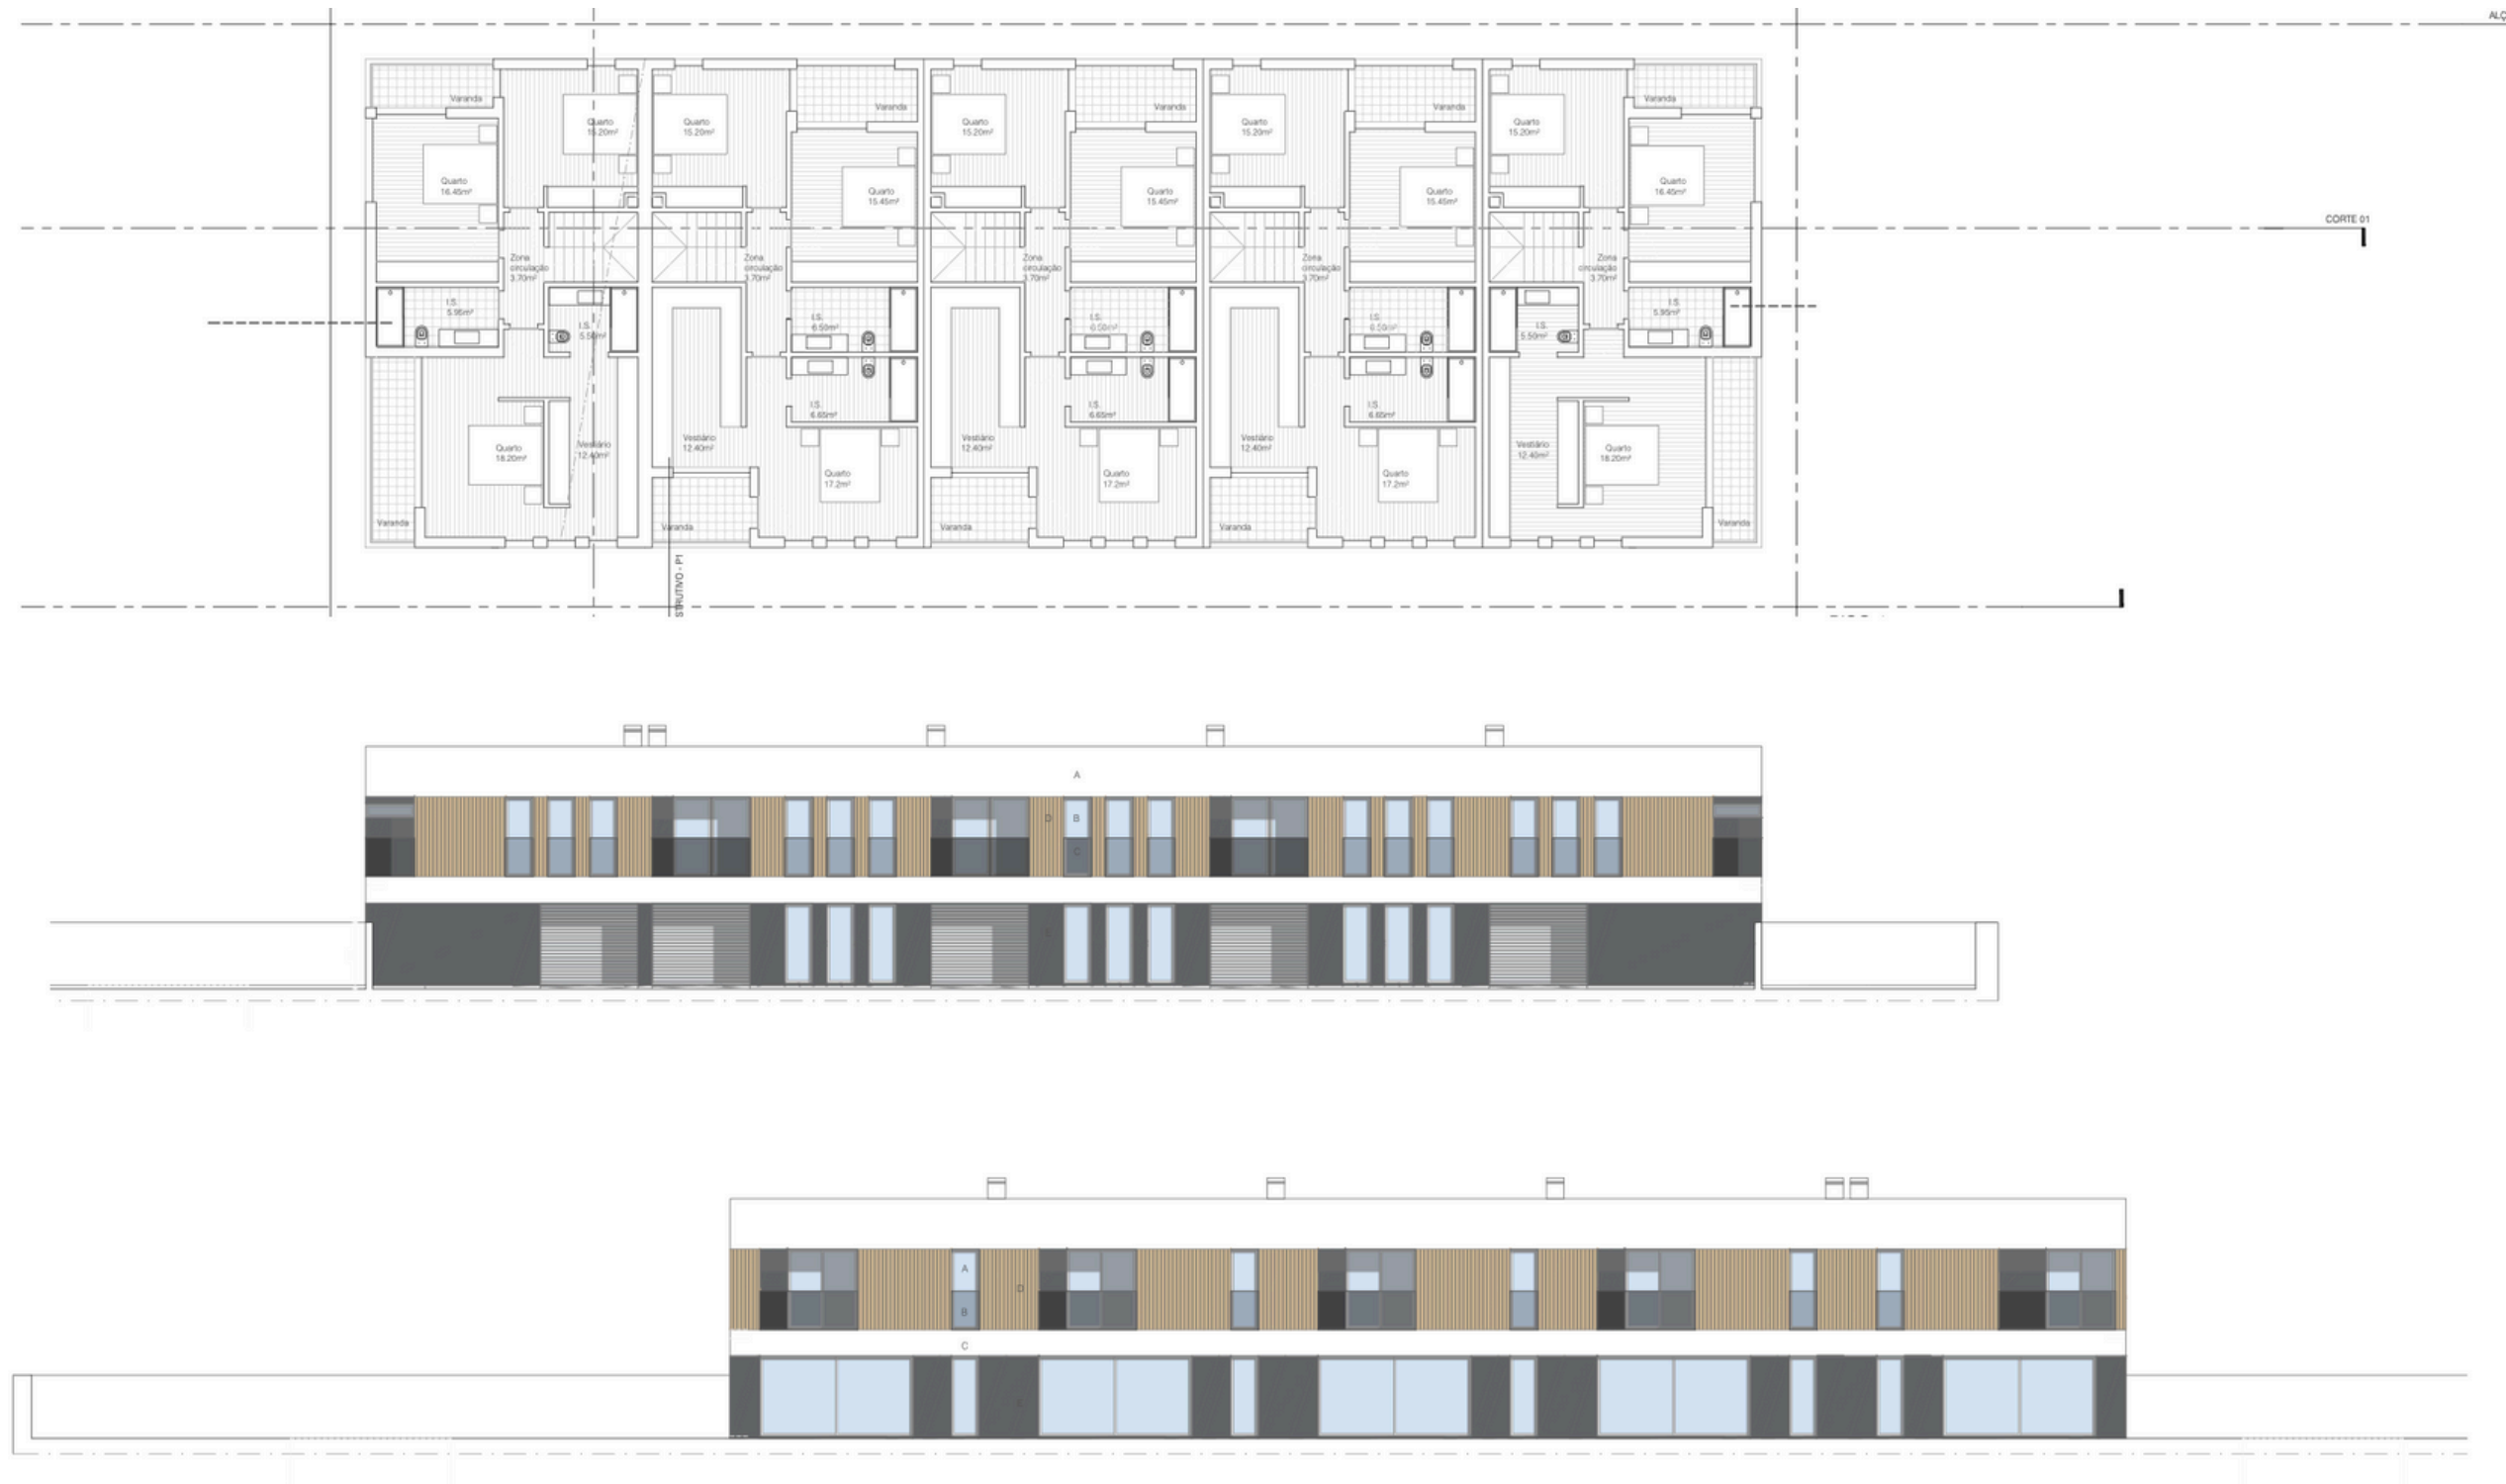 ALÇ
Varanda
Quarto
15.20m²
Quarto
15.20m²
Varanda
Quarto
15.20m²
Varanda
Quarto
15.20m²
Varanda
Quarto
15.20m²
Varanda
Quarto
16.45m²
Quarto
15.45m²
Quarto
15.45m²
Quarto
15.45m²
Quarto
16.45m²
CORTE 01
Zona
circulação
3.70m²
Zona
circulação
3.70m²
Zona
circulação
3.70m²
Zona
circulação
3.70m²
Zona
circulação
3.70m²
I.S.
5.95m²
I.S.
5.50m²
I.S.
6.50m²
I.S.
6.50m²
I.S.
6.50m²
I.S.
5.50m²
I.S.
5.95m²
I.S.
6.65m²
I.S.
6.65m²
I.S.
6.65m²
Quarto
18.20m²
Vestiário
12.40m²
Vestiário
12.40m²
Quarto
17.2m²
Vestiário
12.40m²
Quarto
17.2m²
Vestiário
12.40m²
Quarto
17.2m²
Vestiário
12.40m²
Quarto
18.20m²
Varanda
Varanda
Varanda
Varanda
Varanda
STRUTIVO - P1
A
D
B
C
A
D
B
C